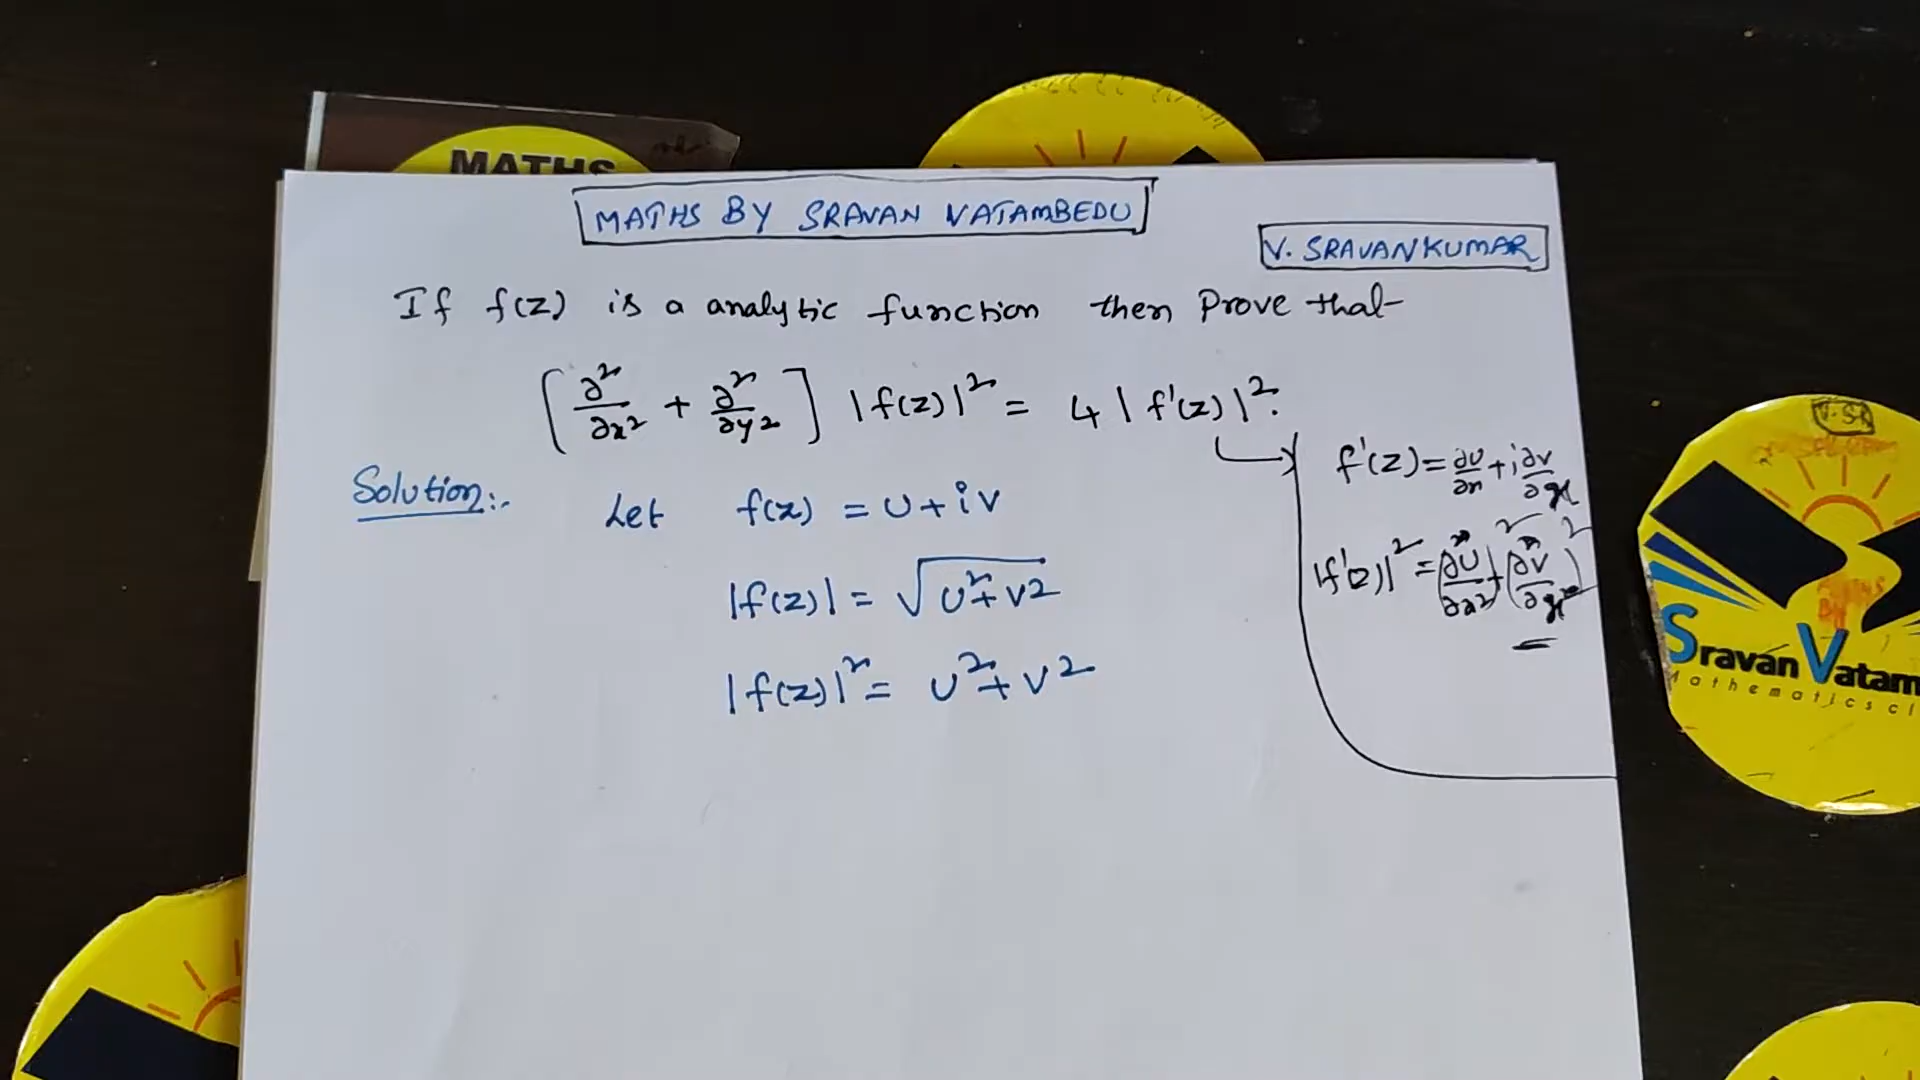 MATHS
MATHS BY SRAVAN VATAMBEDU
V. SRAVANKUMAR
If f(z) is a analytic function then Prove that
[∂²/∂x² + ∂²/∂y²] |f(z)|² = 4 |f'(z)|².
f'(z) = ∂u/∂x + i ∂v/∂x
Solution:.
Let f(z) = u + iv
|f'(z)|² = (∂u/∂x)² + (∂v/∂x)²
|f(z)| = √u²+v²
|f(z)|² = u²+v²
Sravan Vatam
Mathematics cl